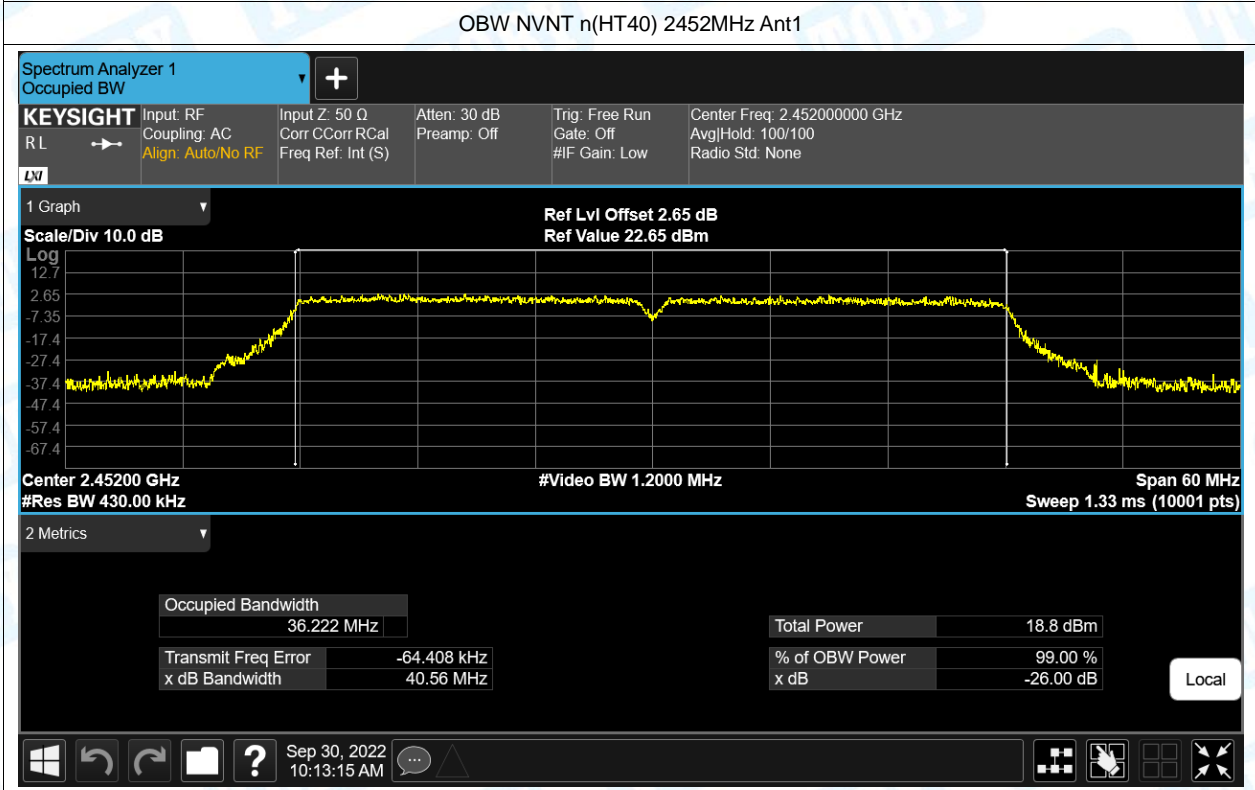 OBW NVNT n(HT40) 2452MHz Ant1
Spectrum Analyzer 1
Occupied BW
KEYSIGHT
RL
LXI
Input: RF
Coupling: AC
Align: Auto/No RF
Input Z: 50 Ω
Corr CCorr RCal
Freq Ref: Int (S)
Atten: 30 dB
Preamp: Off
Trig: Free Run
Gate: Off
#IF Gain: Low
Center Freq: 2.452000000 GHz
Avg|Hold: 100/100
Radio Std: None
1 Graph
Scale/Div 10.0 dB
Ref Lvl Offset 2.65 dB
Ref Value 22.65 dBm
Log
12.7
2.65
-7.35
-17.4
-27.4
-37.4
-47.4
-57.4
-67.4
Center 2.45200 GHz
#Video BW 1.2000 MHz
Span 60 MHz
#Res BW 430.00 kHz
Sweep 1.33 ms (10001 pts)
2 Metrics
Occupied Bandwidth
36.222 MHz
Total Power 18.8 dBm
Transmit Freq Error -64.408 kHz
% of OBW Power 99.00 %
x dB Bandwidth 40.56 MHz
x dB -26.00 dB
Local
?
Sep 30, 2022
10:13:15 AM